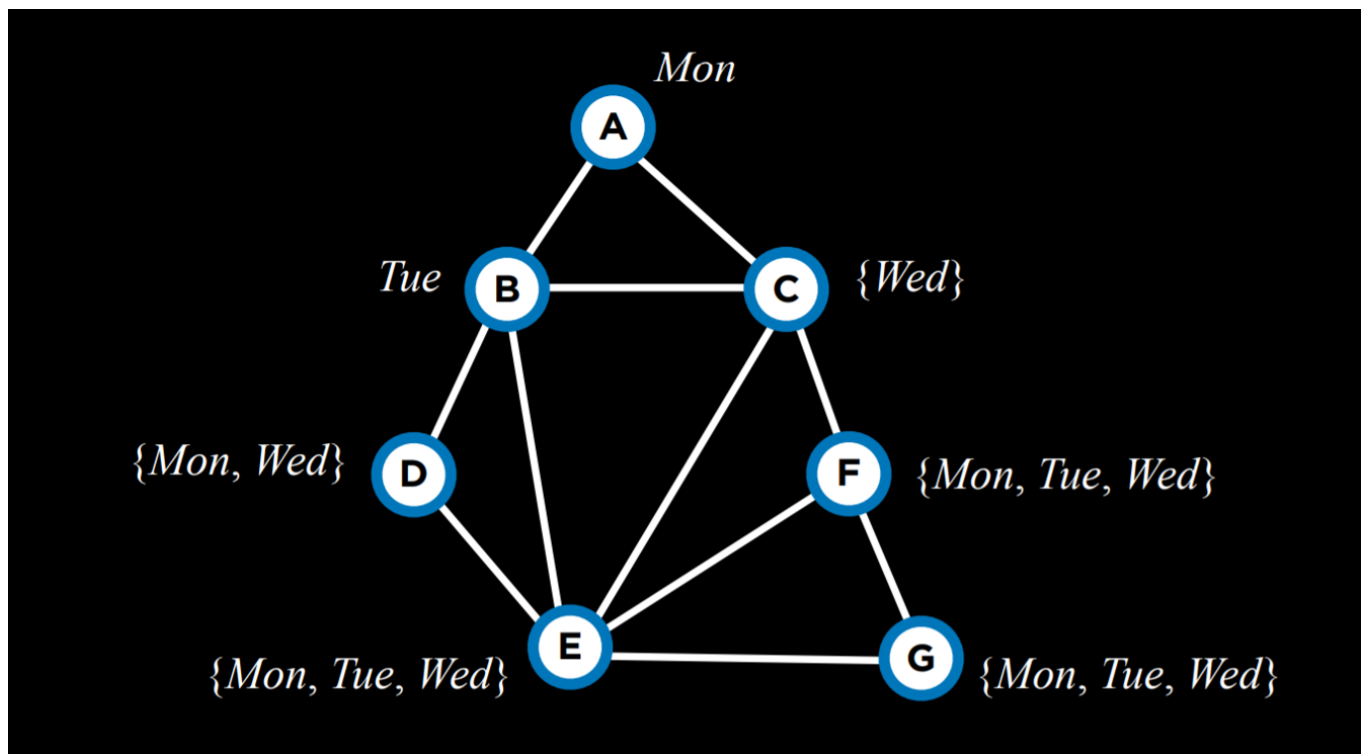 Mon
A
Tue
B
C
{Wed}
{Mon, Wed}
D
F
{Mon, Tue, Wed}
{Mon, Tue, Wed}
E
G
{Mon, Tue, Wed}